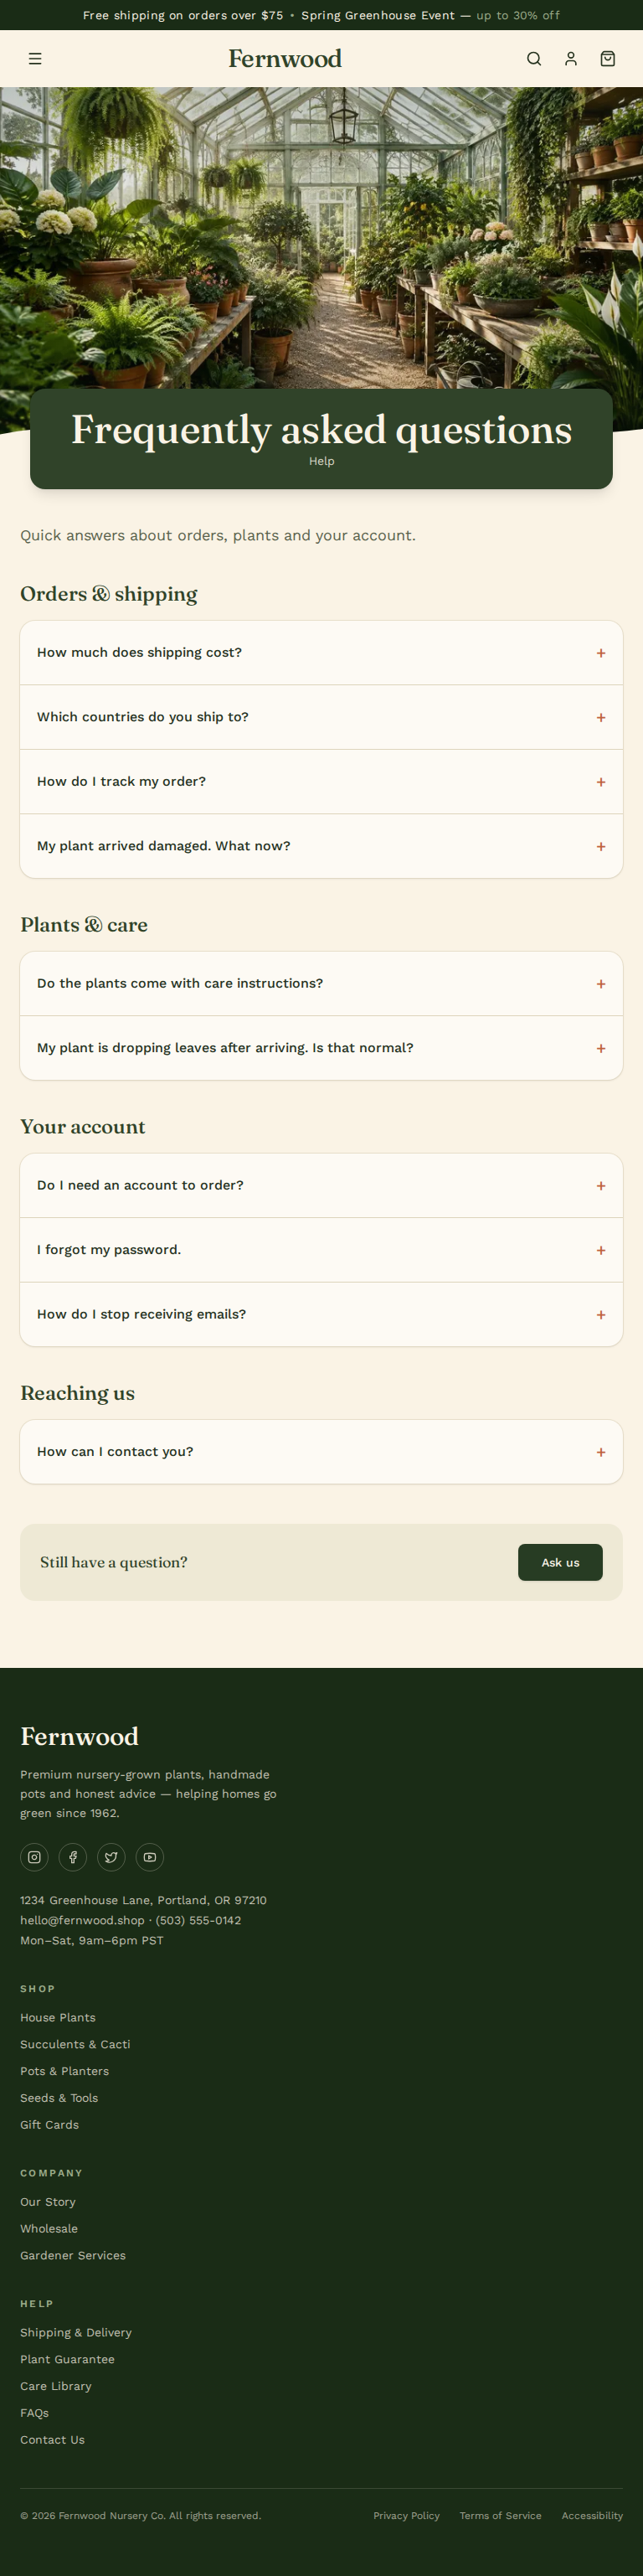 Free shipping on orders over $75 • Spring Greenhouse Event — up to 30% off
Fernwood
Frequently asked questions
Help
Quick answers about orders, plants and your account.
Orders & shipping
How much does shipping cost? +
Which countries do you ship to? +
How do I track my order? +
My plant arrived damaged. What now? +
Plants & care
Do the plants come with care instructions? +
My plant is dropping leaves after arriving. Is that normal? +
Your account
Do I need an account to order? +
I forgot my password. +
How do I stop receiving emails? +
Reaching us
How can I contact you? +
Still have a question? Ask us
Fernwood
Premium nursery-grown plants, handmade
pots and honest advice — helping homes go
green since 1962.
1234 Greenhouse Lane, Portland, OR 97210
hello@fernwood.shop · (503) 555-0142
Mon–Sat, 9am–6pm PST
SHOP
House Plants
Succulents & Cacti
Pots & Planters
Seeds & Tools
Gift Cards
COMPANY
Our Story
Wholesale
Gardener Services
HELP
Shipping & Delivery
Plant Guarantee
Care Library
FAQs
Contact Us
© 2026 Fernwood Nursery Co. All rights reserved. Privacy Policy Terms of Service Accessibility